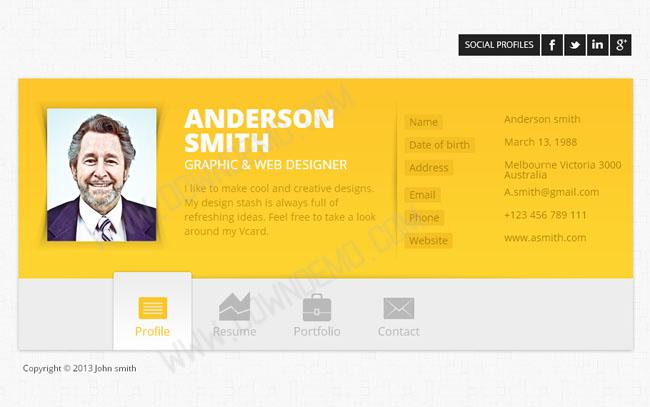 SOCIAL PROFILES
ANDERSON
SMITH
GRAPHIC & WEB DESIGNER
I like to make cool and creative designs.
My design stash is always full of
refreshing ideas. Feel free to take a look
around my Vcard.
Name Anderson smith
Date of birth March 13, 1988
Address Melbourne Victoria 3000
Australia
Email A.smith@gmail.com
Phone +123 456 789 111
Website www.asmith.com
Profile Resume Portfolio Contact
Copyright © 2013 John smith
WWW.DOWNDEMO.COM